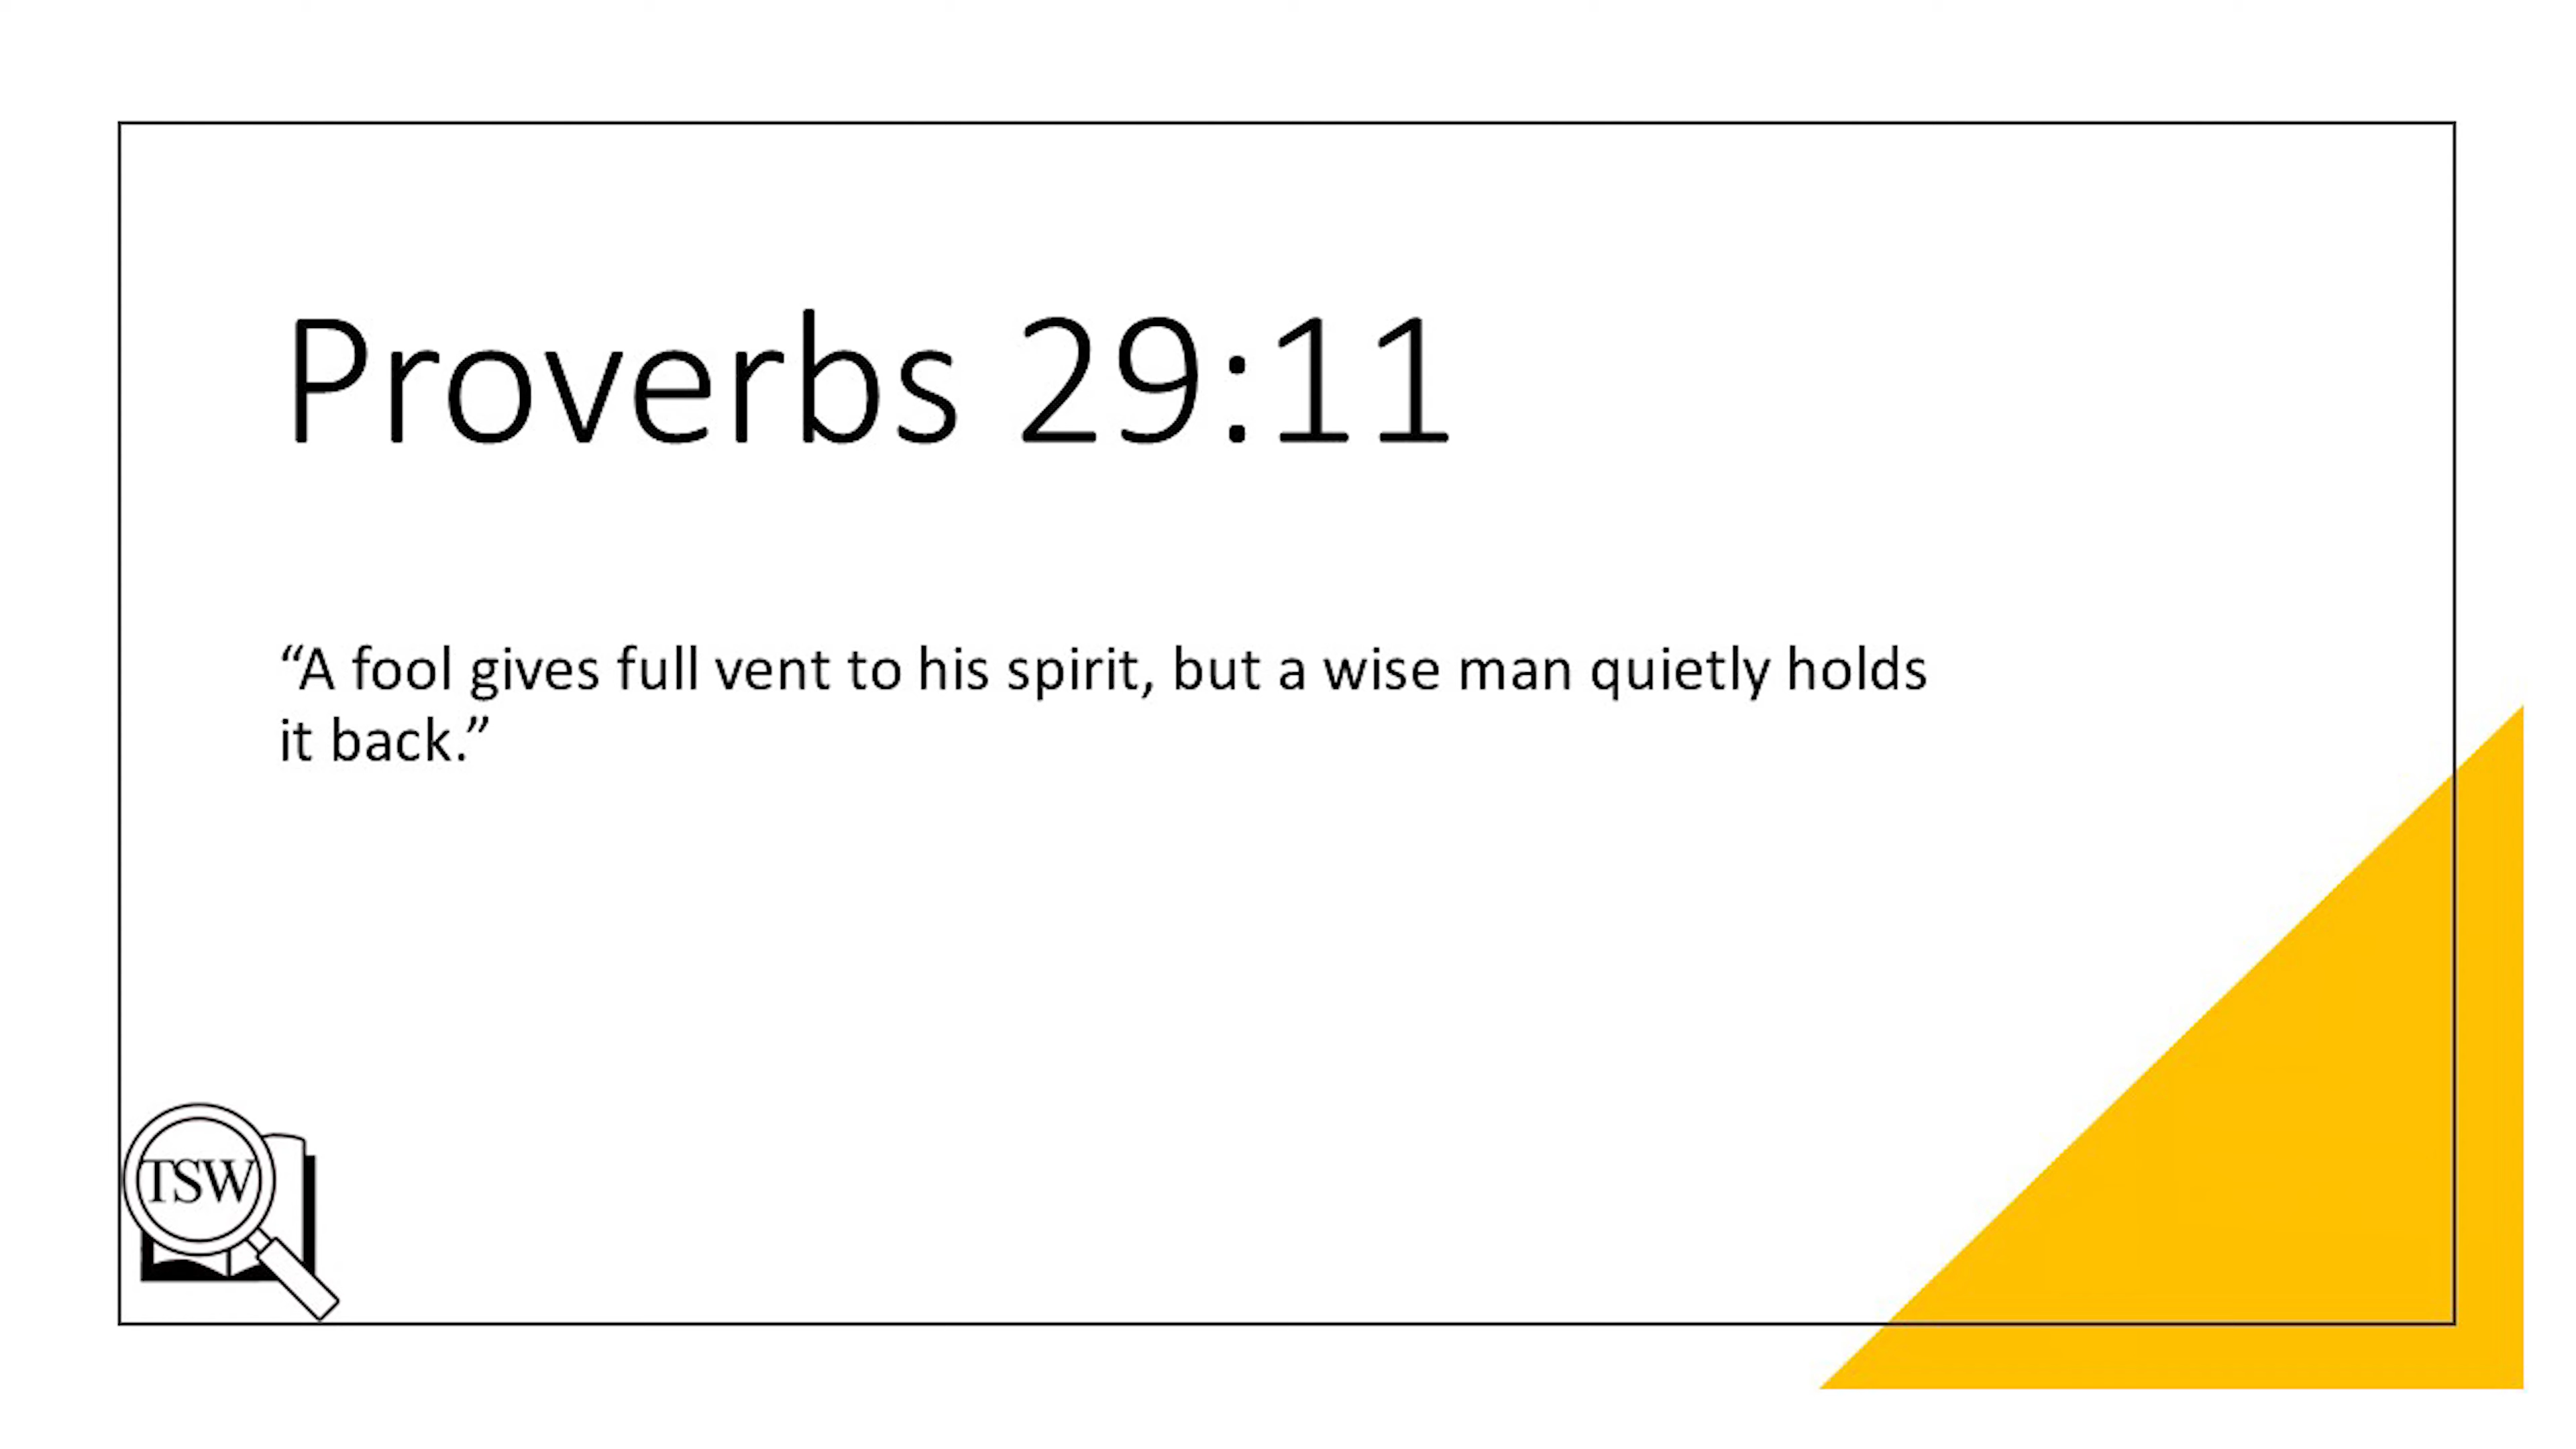 Proverbs 29:11
“A fool gives full vent to his spirit, but a wise man quietly holds
it back.”
TSW